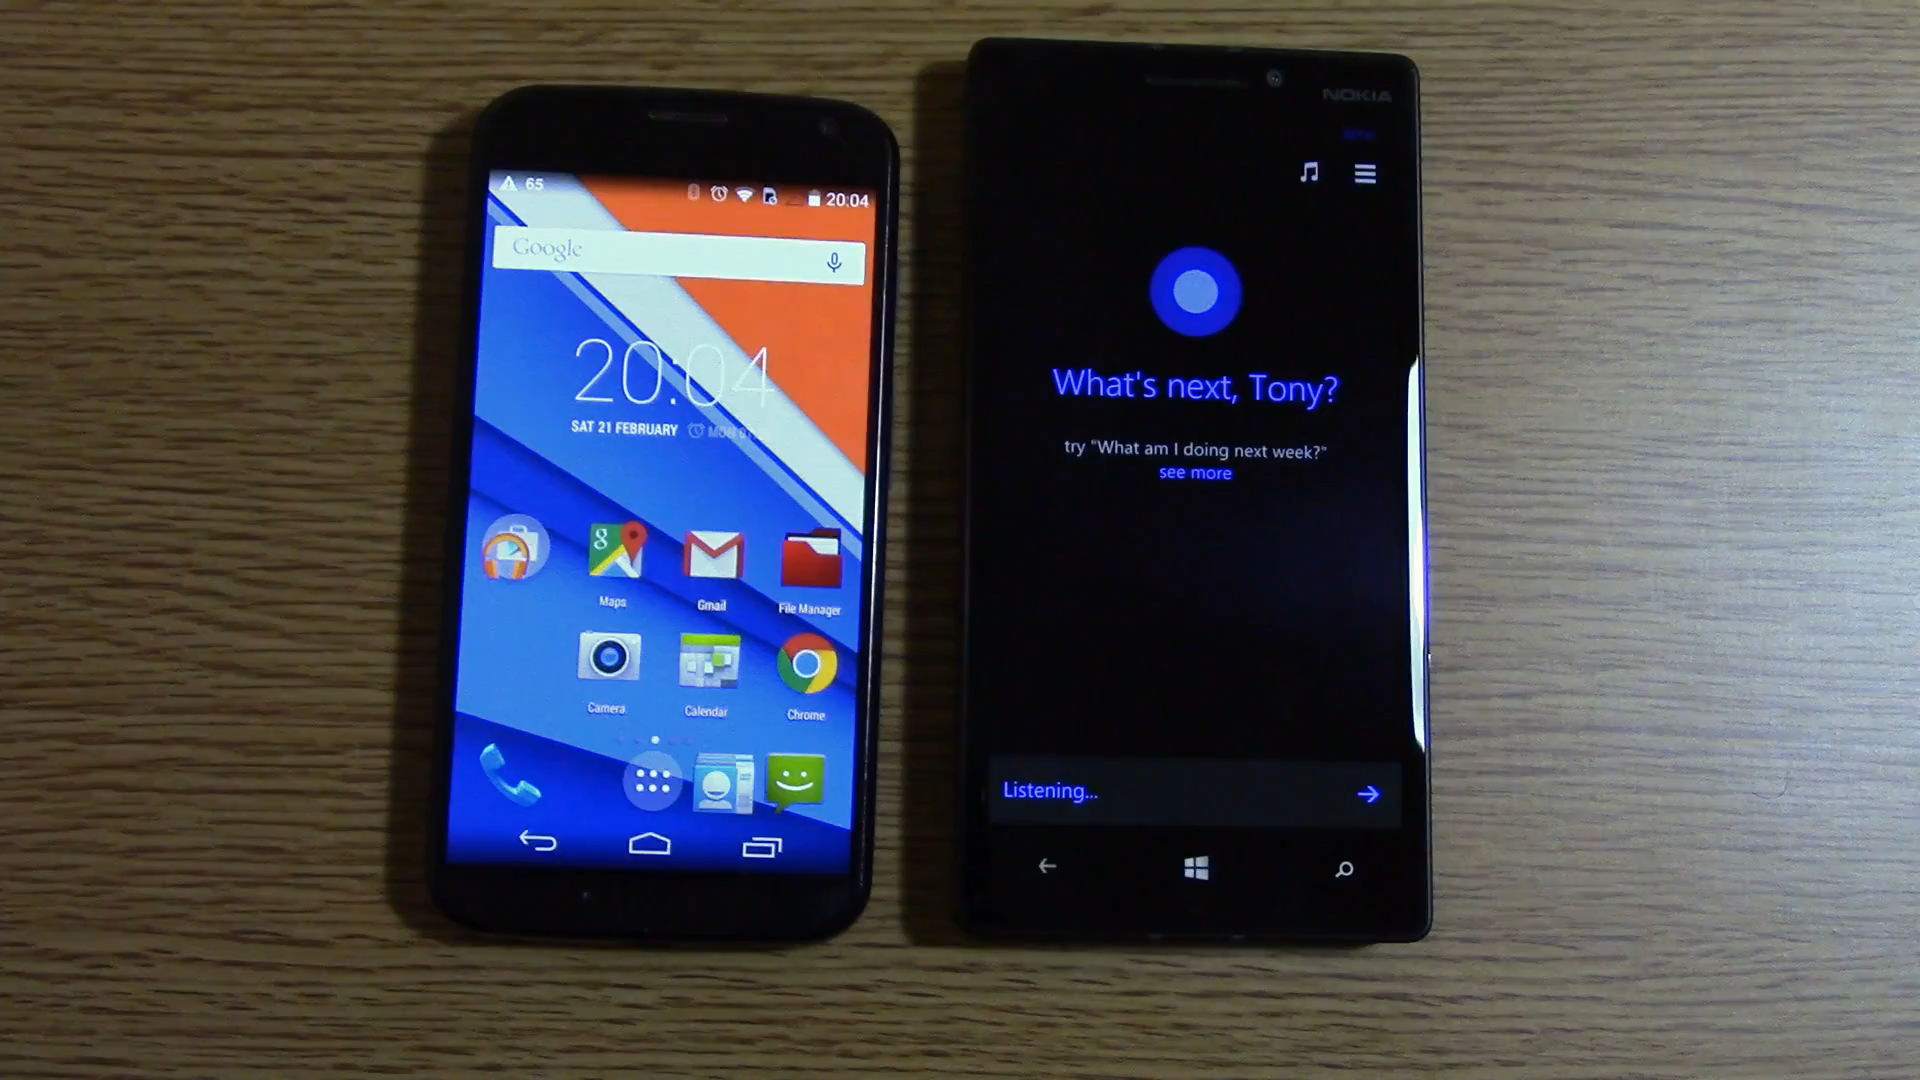 65
20:04
Google
20:04
SAT 21 FEBRUARY
Maps
Gmail
File Manager
Camera
Calendar
Chrome
NOKIA
What's next, Tony?
try "What am I doing next week?"
see more
Listening...